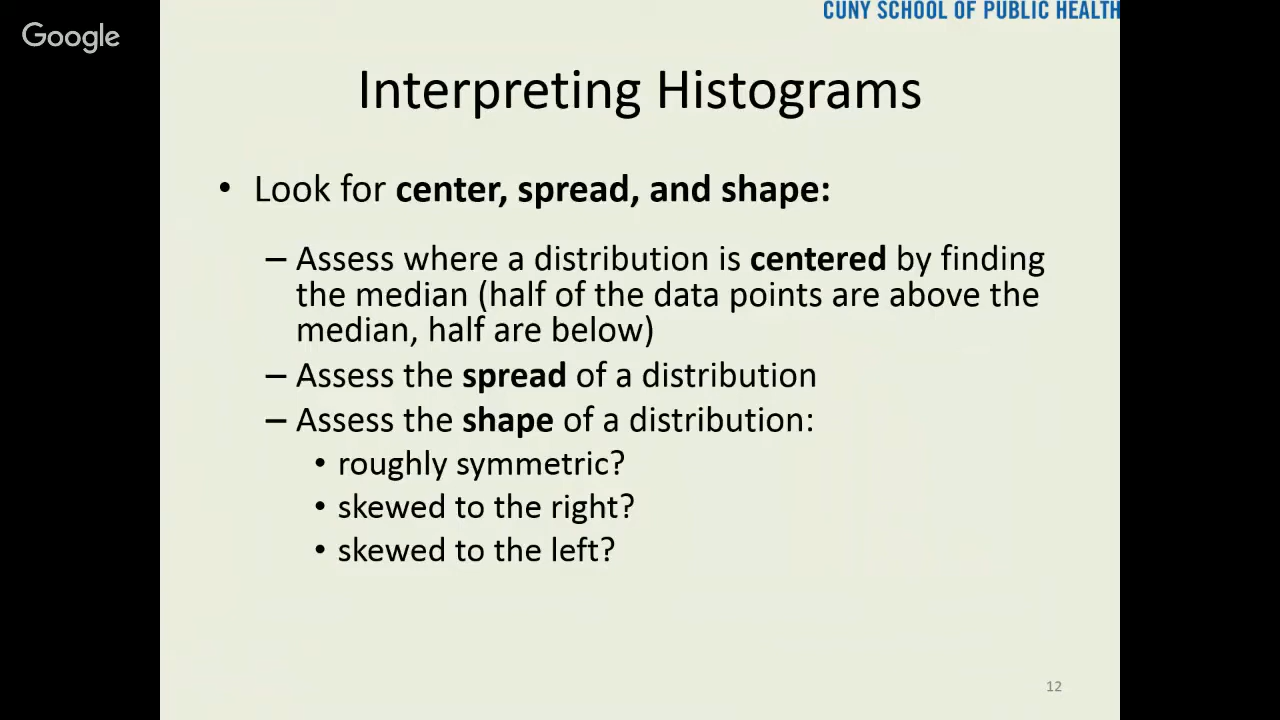 CUNY SCHOOL OF PUBLIC HEALTH
Google
Interpreting Histograms
• Look for center, spread, and shape:
– Assess where a distribution is centered by finding
the median (half of the data points are above the
median, half are below)
– Assess the spread of a distribution
– Assess the shape of a distribution:
• roughly symmetric?
• skewed to the right?
• skewed to the left?
12